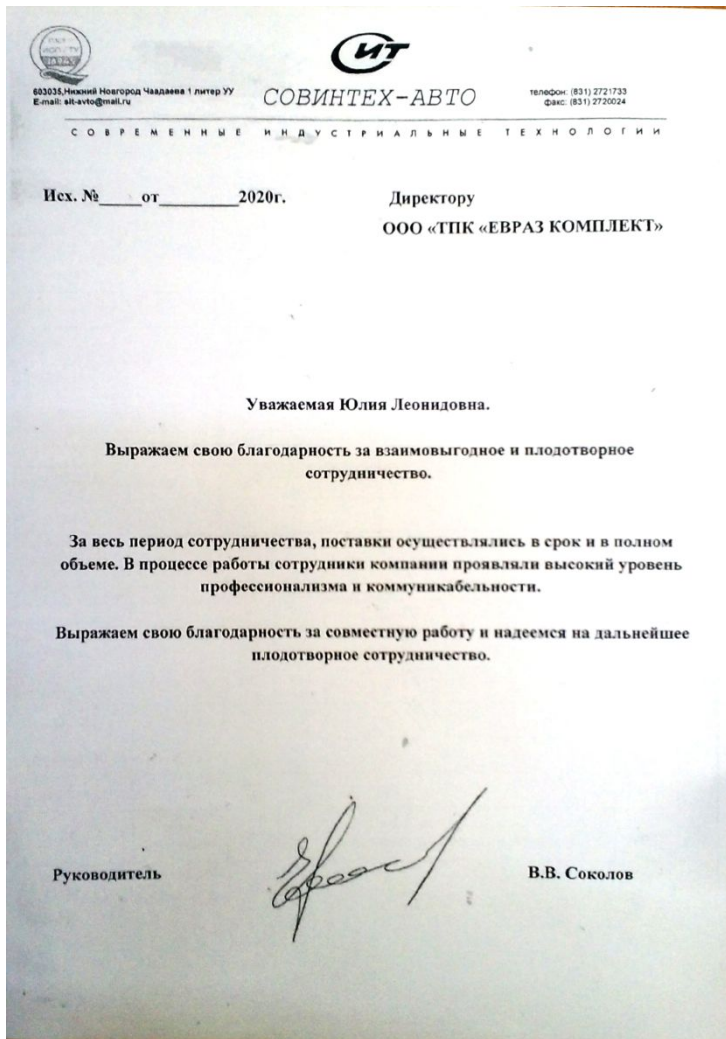 СИТ
603035,Нижний Новгород Чаадаева 1 литер УУ
E-mail: sit-avto@mail.ru
СОВИНТЕХ-АВТО
телефон: (831) 2721733
факс: (831) 2720024
СОВРЕМЕННЫЕ ИНДУСТРИАЛЬНЫЕ ТЕХНОЛОГИИ
Исх. №_____от__________2020г.
Директору
ООО «ТПК «ЕВРАЗ КОМПЛЕКТ»
Уважаемая Юлия Леонидовна.
Выражаем свою благодарность за взаимовыгодное и плодотворное
сотрудничество.
За весь период сотрудничества, поставки осуществлялись в срок и в полном
объеме. В процессе работы сотрудники компании проявляли высокий уровень
профессионализма и коммуникабельности.
Выражаем свою благодарность за совместную работу и надеемся на дальнейшее
плодотворное сотрудничество.
Руководитель
В.В. Соколов